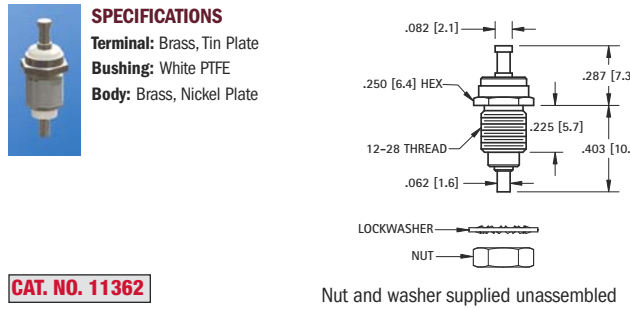 SPECIFICATIONS
Terminal: Brass, Tin Plate
Bushing: White PTFE
Body: Brass, Nickel Plate
.082 [2.1]
.287 [7.3
.250 [6.4] HEX
.225 [5.7]
12-28 THREAD
.403 [10.
.062 [1.6]
LOCKWASHER
NUT
CAT. NO. 11362
Nut and washer supplied unassembled